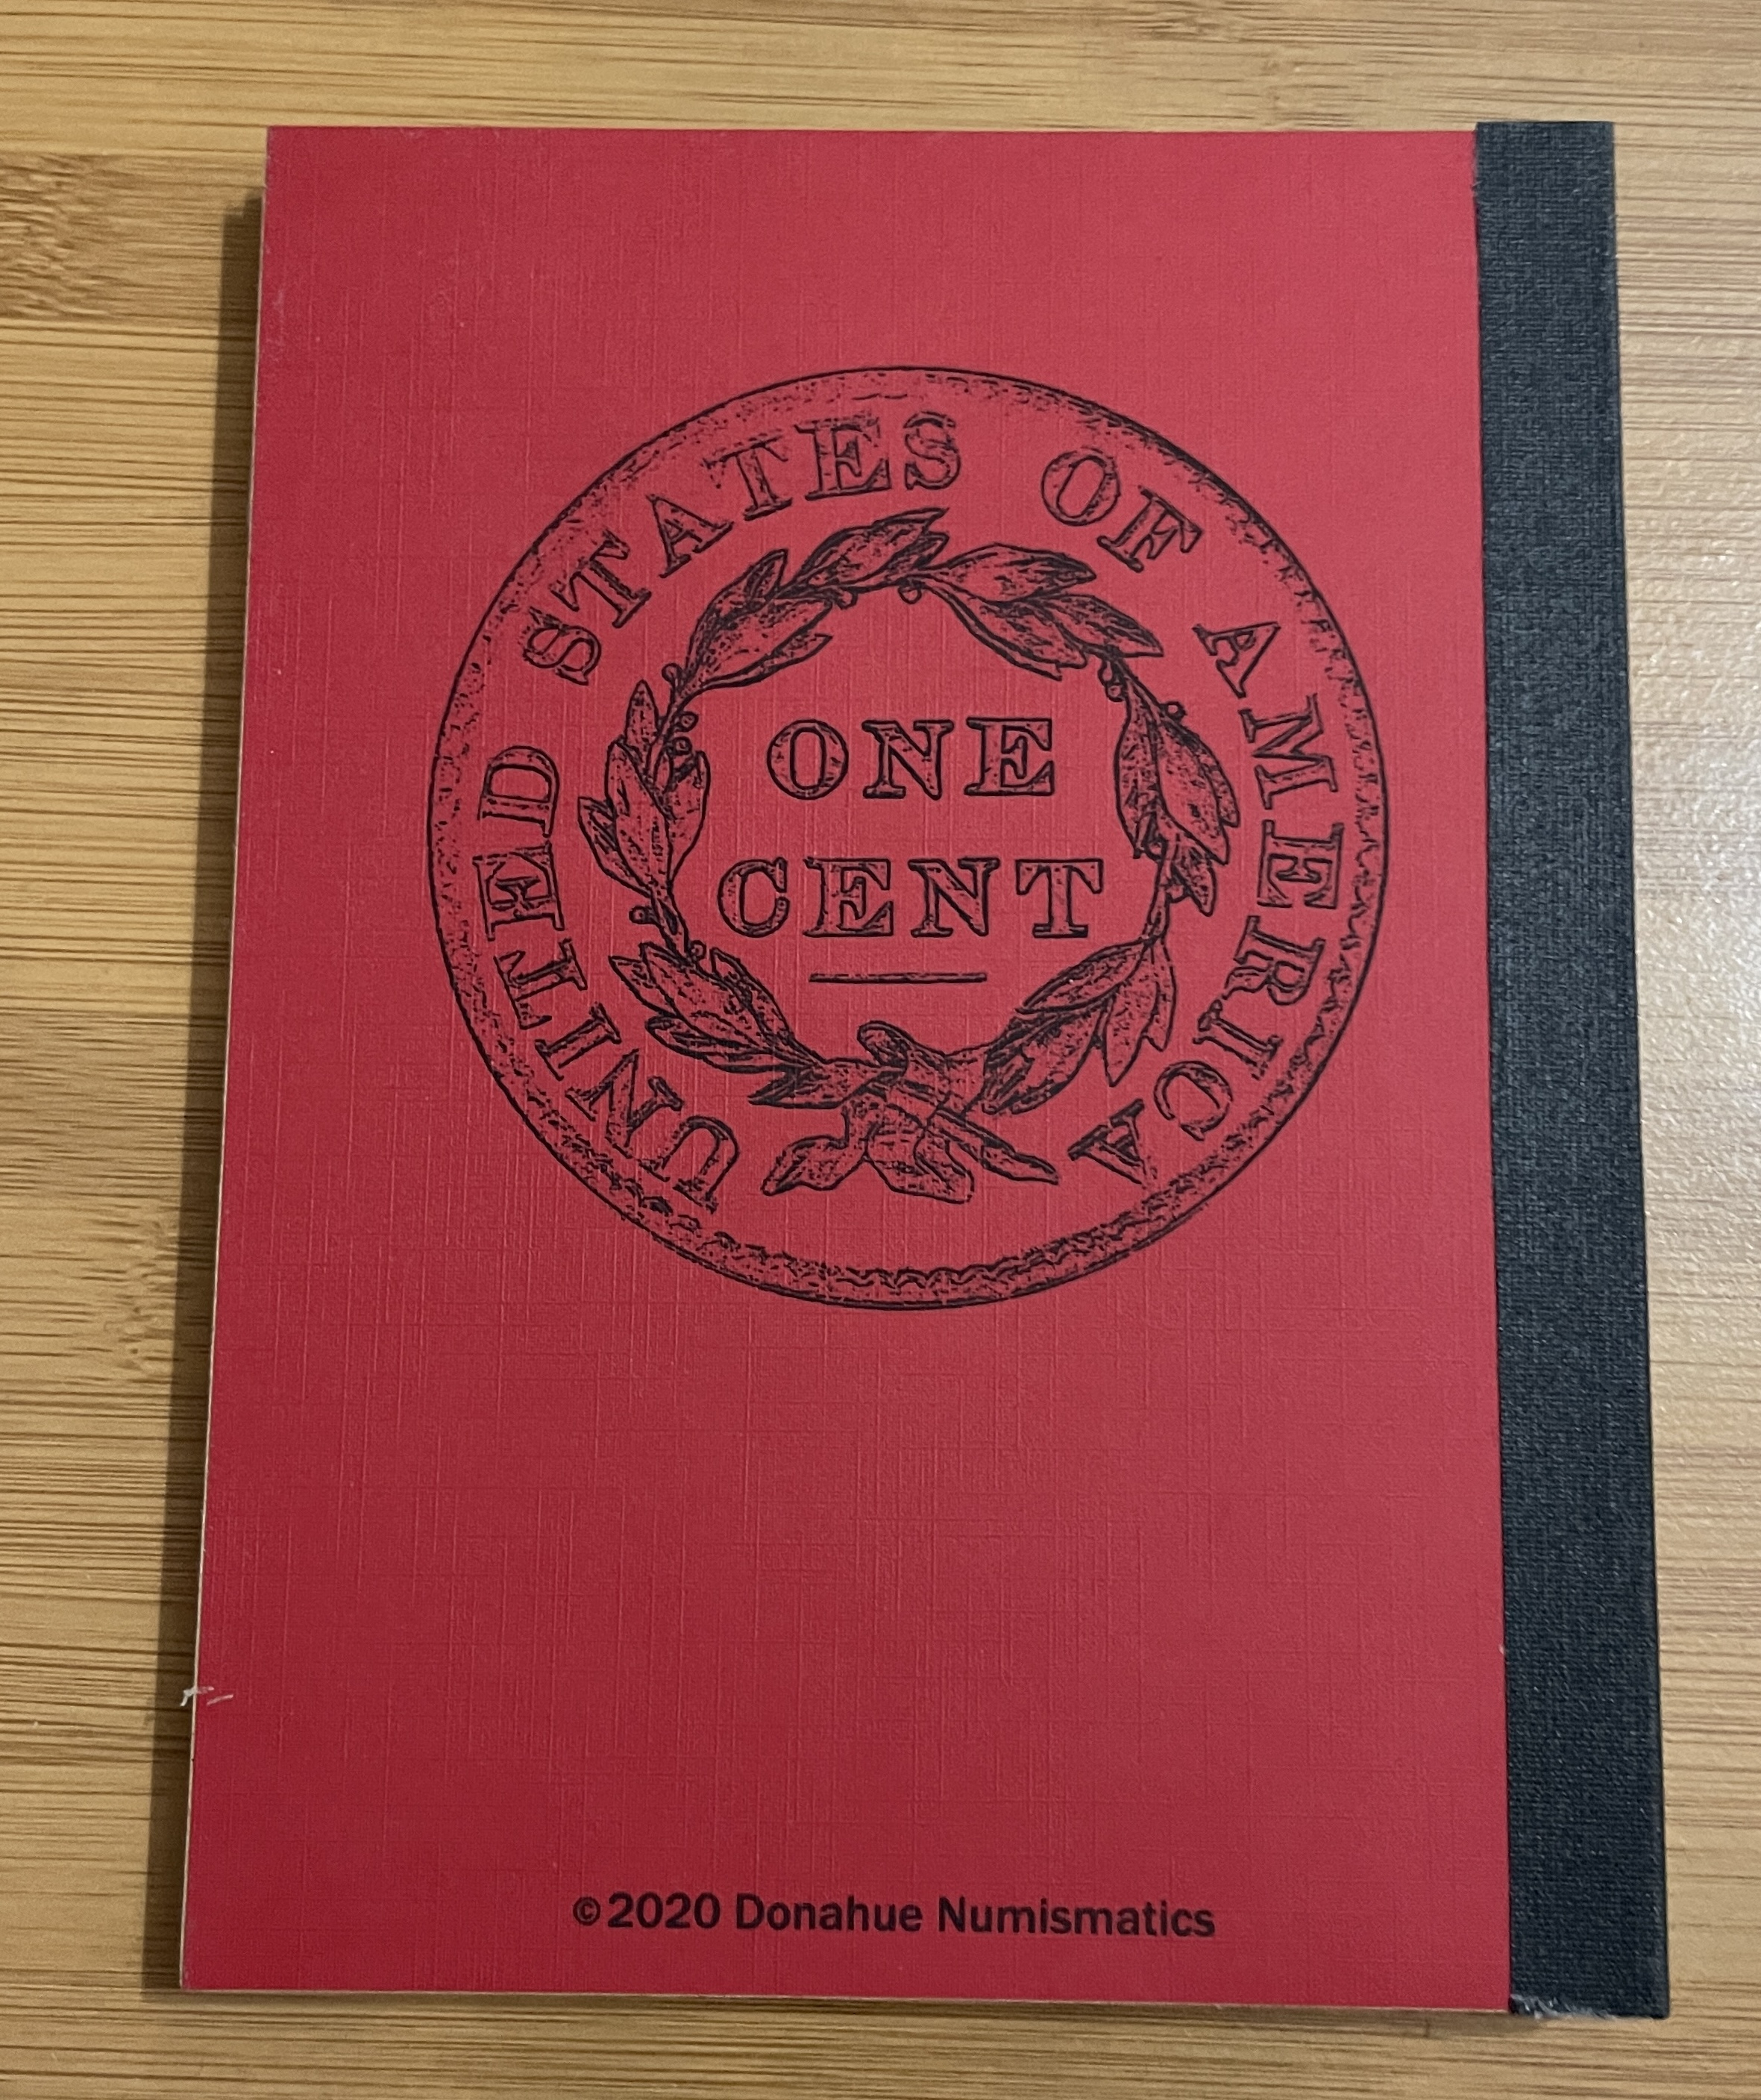 UNITED STATES OF AMERICA
ONE
CENT
©2020 Donahue Numismatics